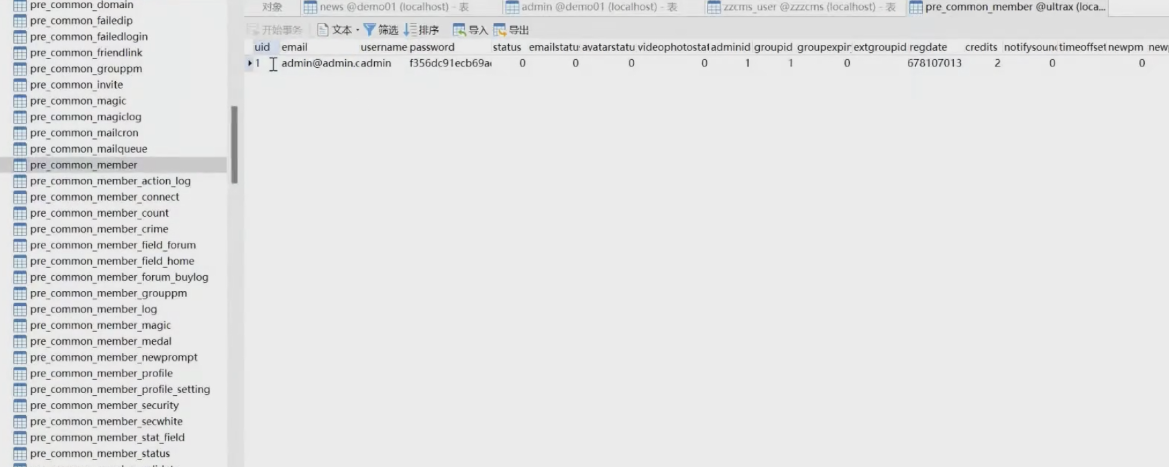 pre_common_domain
pre_common_failedip
pre_common_failedlogin
pre_common_friendlink
pre_common_grouppm
pre_common_invite
pre_common_magic
pre_common_magiclog
pre_common_mailcron
pre_common_mailqueue
pre_common_member
pre_common_member_action_log
pre_common_member_connect
pre_common_member_count
pre_common_member_crime
pre_common_member_field_forum
pre_common_member_field_home
pre_common_member_forum_buylog
pre_common_member_grouppm
pre_common_member_log
pre_common_member_magic
pre_common_member_medal
pre_common_member_newprompt
pre_common_member_profile
pre_common_member_profile_setting
pre_common_member_security
pre_common_member_secwhite
pre_common_member_stat_field
pre_common_member_status
对象 news @demo01 (localhost) - 表 admin @demo01 (localhost) - 表 zzcms_user @zzzcms (localhost) - 表 pre_common_member @ultrax (loca...
开始事务 文本 筛选 排序 导入 导出
uid email username password status emailstatu avatarstatu videophotostat adminid groupid groupexpir extgroupid regdate credits notifysound timeoffset newpm newp
1 admin@admin.c admin f356dc91ecb69a 0 0 0 0 1 1 0 678107013 2 0 0